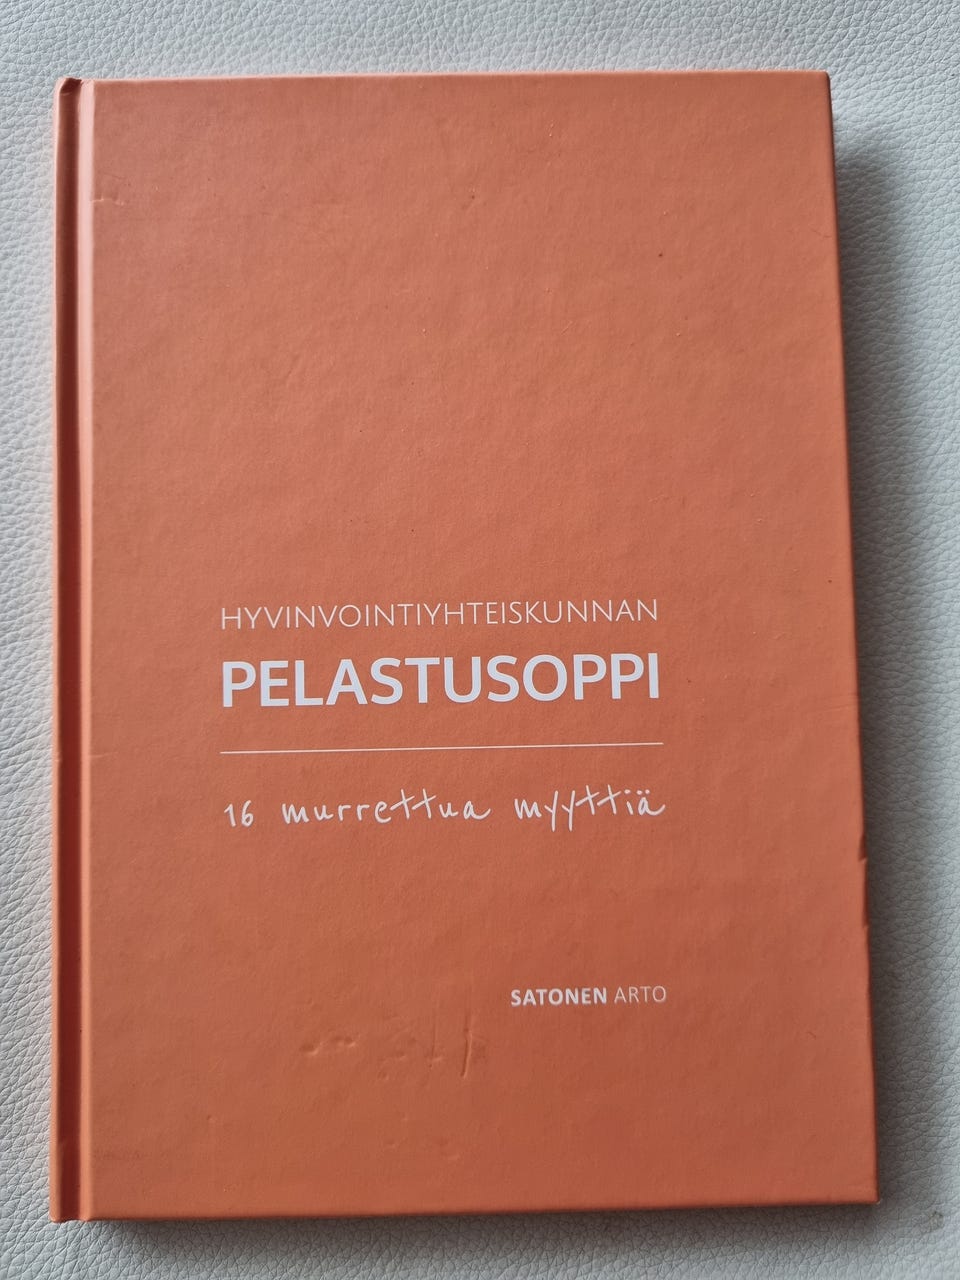 HYVINVOINTIYHTEISKUNNAN
PELASTUSOPPI
16 murrettua myyttiä
SATONEN ARTO